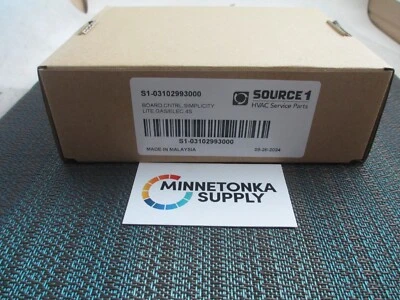 S1-03102993000
SOURCE 1
HVAC Service Parts
BOARD,CNTRL,SIMPLICITY
LITE GAS/ELEC 4S
S1-03102993000
MADE IN MALAYSIA
MINNETONKA
SUPPLY